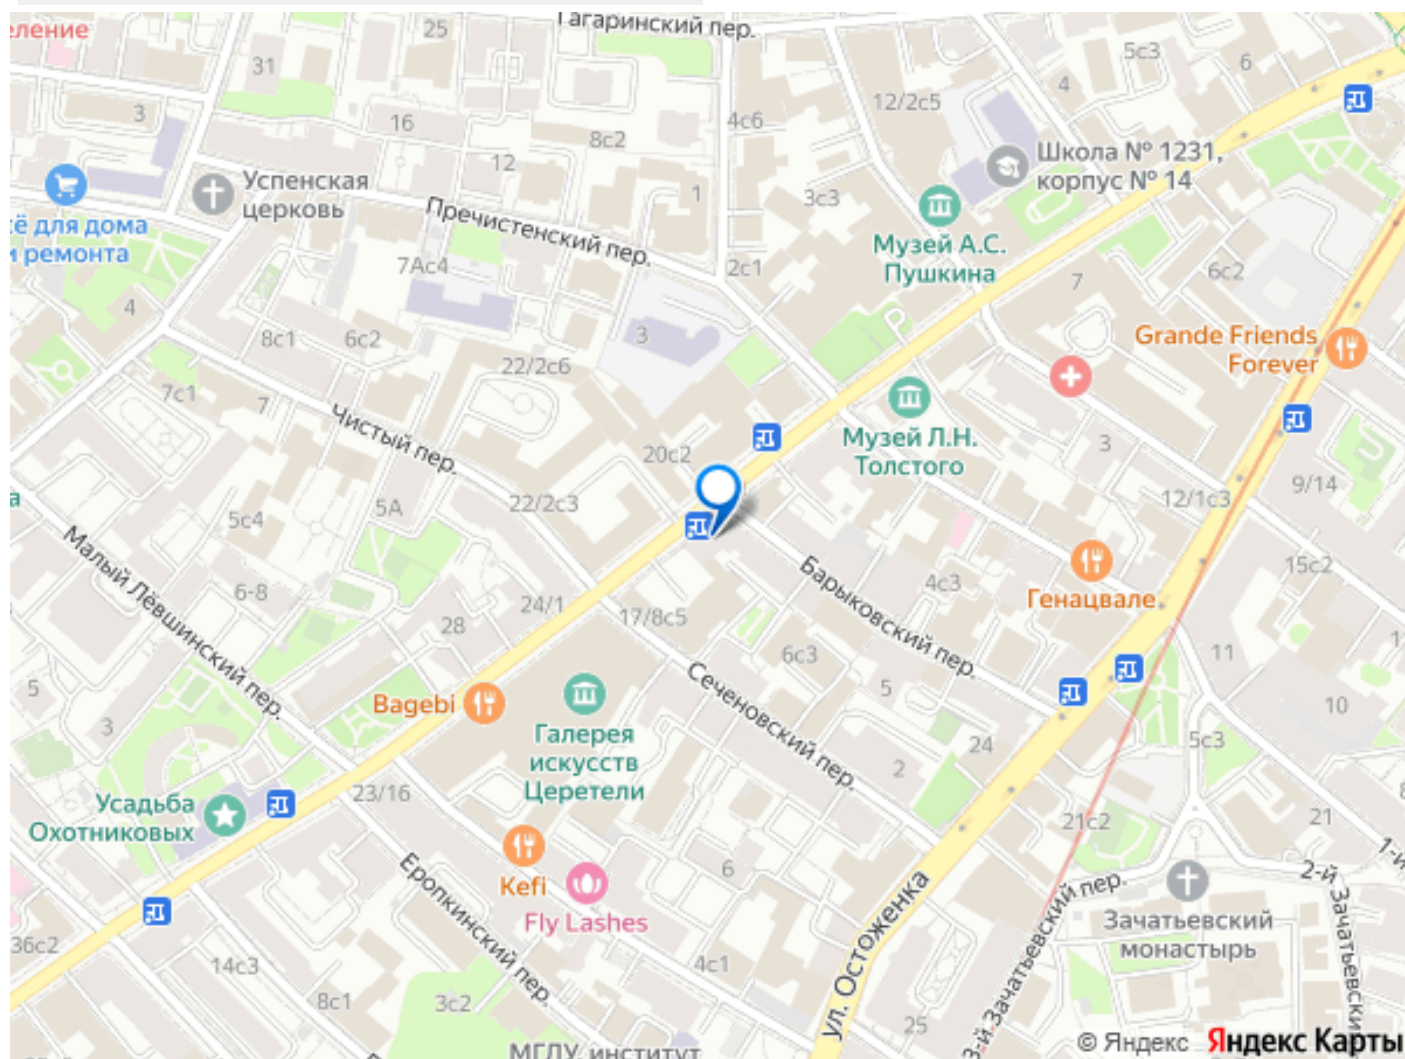 Гагаринский пер.
еление
25
5с3
6
31
4
12/2с5
3
16
4с6
8с2
Школа № 1231,
корпус № 14
12
Успенская
церковь
1
3с3
Пречистенский пер.
ё для дома
и ремонта
Музей А.С.
Пушкина
7Ас4
2с1
6с2
7
4
P
8с1
6с2
3
Grande Friends
Forever
22/2с6
7с1
7
Чистый пер.
Музей Л.Н.
Толстого
3
20с2
9/14
12/1с3
22/2с3
5А
а
5с4
Малый Лёвшинский пер.
Барыковский пер.
15с2
4с3
Генацвале
6-8
24/1
17/8с5
28
11
6с3
5
5
Bagebi
Сеченовский пер.
10
3
Галерея
искусств
Церетели
24
5с3
2
23/16
Усадьба
Охотниковых
21с2
21
1-й
Kefi
6
2-й Зачатьевский
Еропкинский пер.
Fly Lashes
ул. Остоженка
3-й Зачатьевский пер.
Зачатьевский
монастырь
36с2
14с3
4с1
8с1
3с2
25
МГЛУ, институт
© Яндекс Яндекс Карты